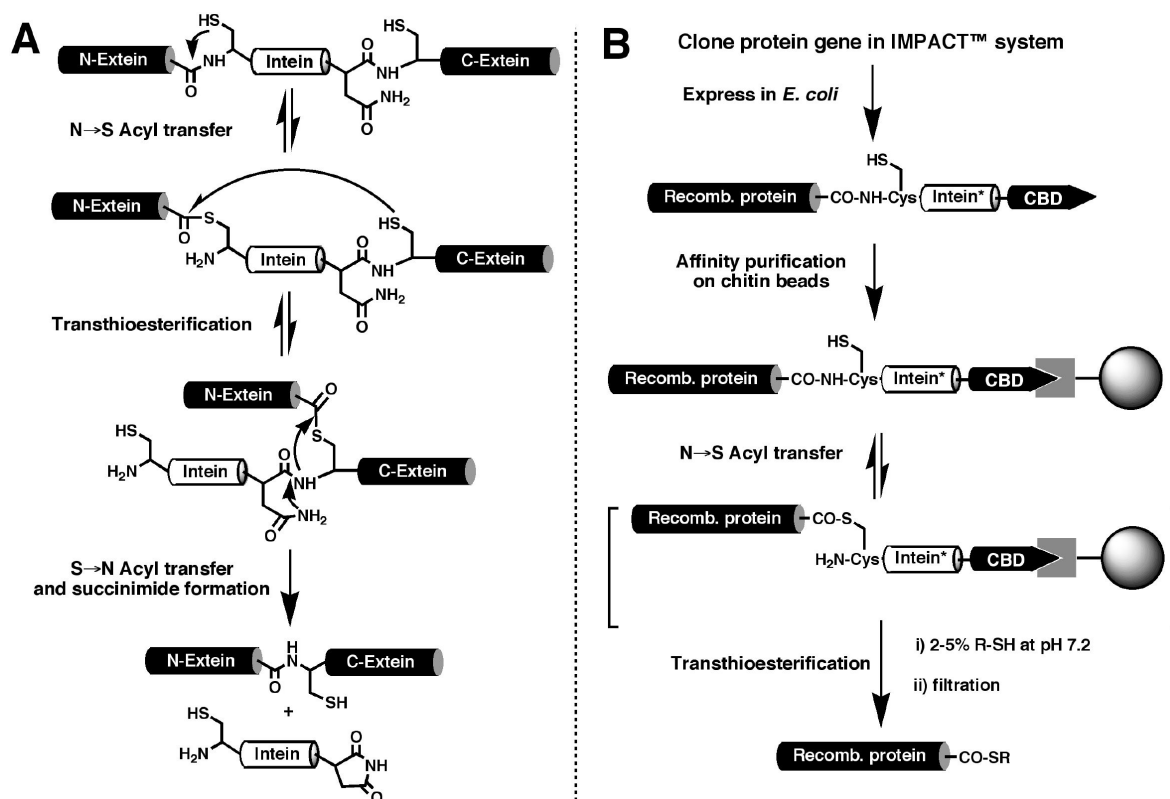 A
HS
HS
O
N-Extein
NH
Intein
NH
C-Extein
O
NH₂
O
N→S Acyl transfer
N-Extein
S
O
HS
O
H₂N
Intein
NH
C-Extein
NH₂
O
Transthioesterification
N-Extein
O
S
HS
O
H₂N
Intein
NH
C-Extein
NH₂
O
S→N Acyl transfer
and succinimide formation
N-Extein
H
N
C-Extein
O
SH
+
HS
O
H₂N
Intein
NH
O
B
Clone protein gene in IMPACT™ system
Express in E. coli
HS
Recomb. protein
CO-NH-Cys
Intein*
CBD
Affinity purification
on chitin beads
HS
Recomb. protein
CO-NH-Cys
Intein*
CBD
N→S Acyl transfer
Recomb. protein
CO-S
H₂N-Cys
Intein*
CBD
Transthioesterification
i) 2-5% R-SH at pH 7.2
ii) filtration
Recomb. protein
CO-SR